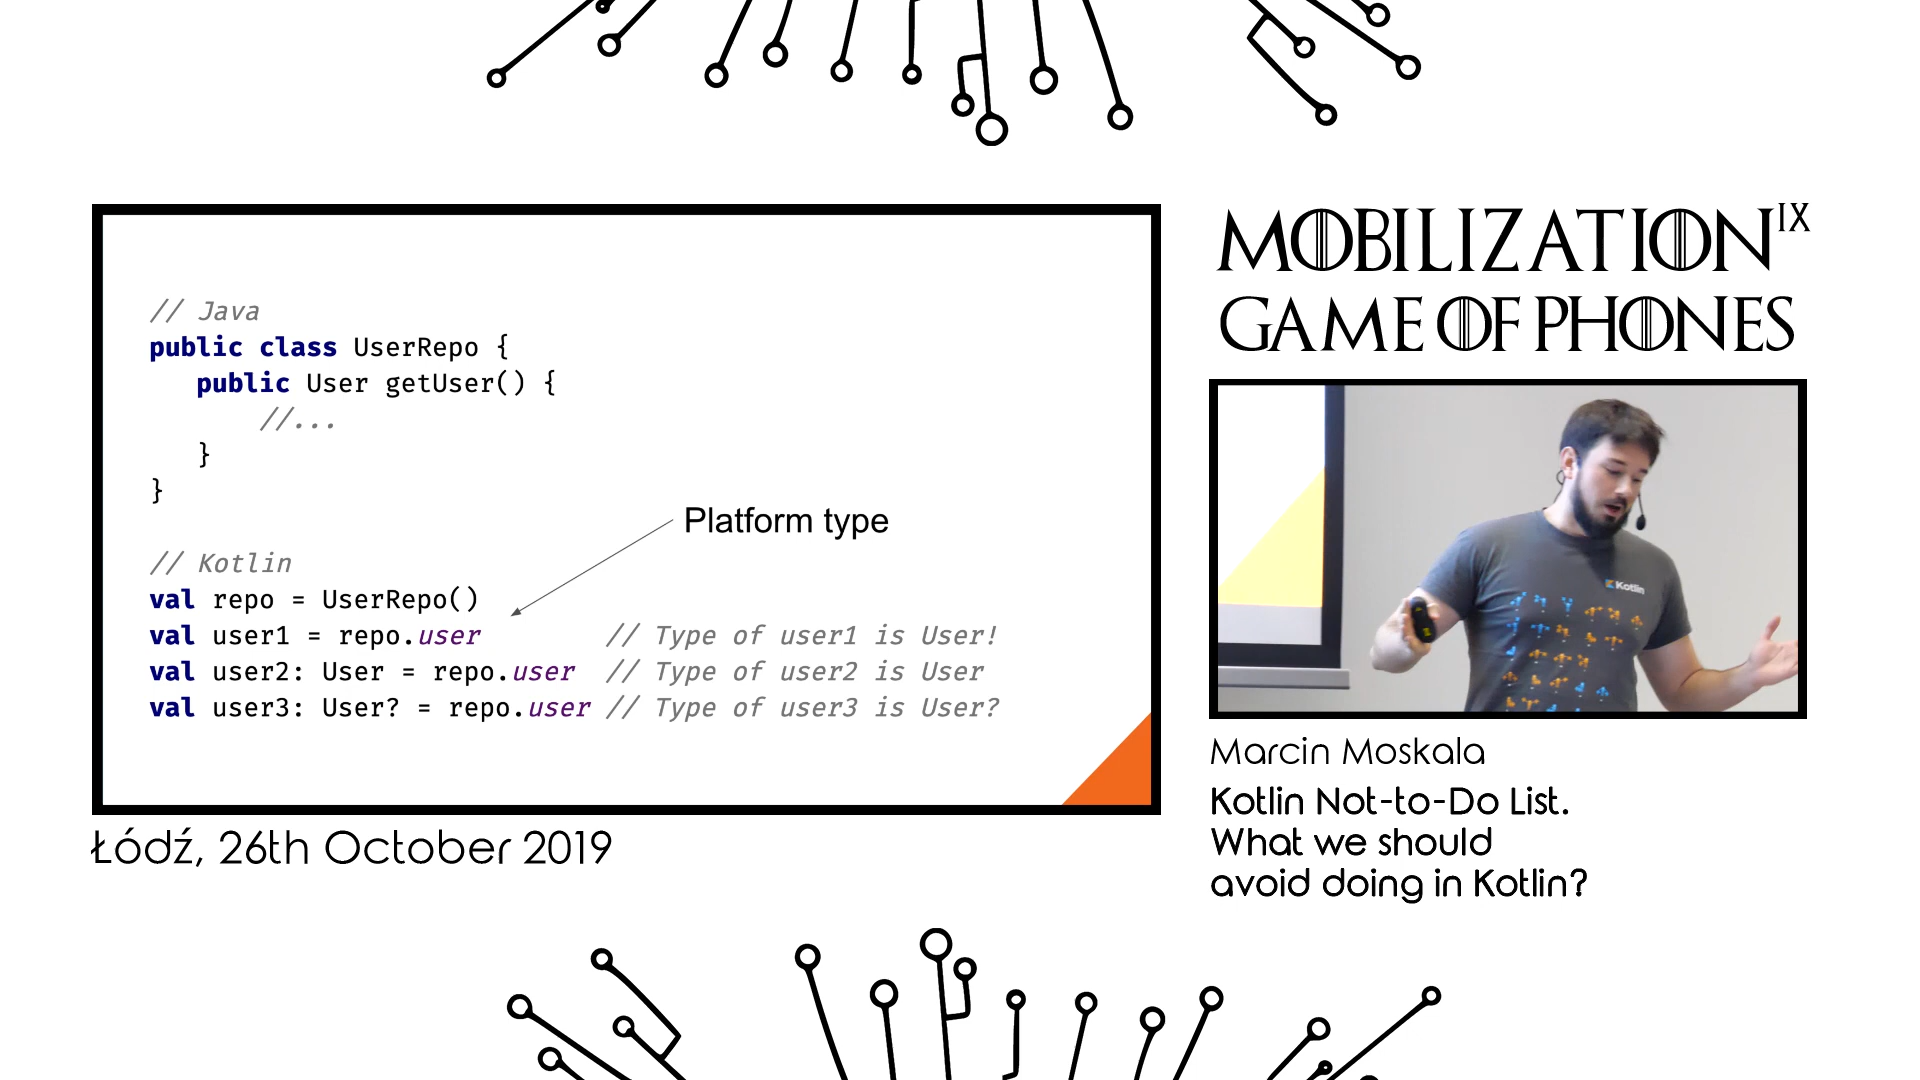 // Java
public class UserRepo {
public User getUser() {
//...
}
}
Platform type
// Kotlin
val repo = UserRepo()
val user1 = repo.user // Type of user1 is User!
val user2: User = repo.user // Type of user2 is User
val user3: User? = repo.user // Type of user3 is User?
Łódź, 26th October 2019
MOBILIZATION IX
GAME OF PHONES
Kotlin
Marcin Moskala
Kotlin Not-to-Do List.
What we should
avoid doing in Kotlin?